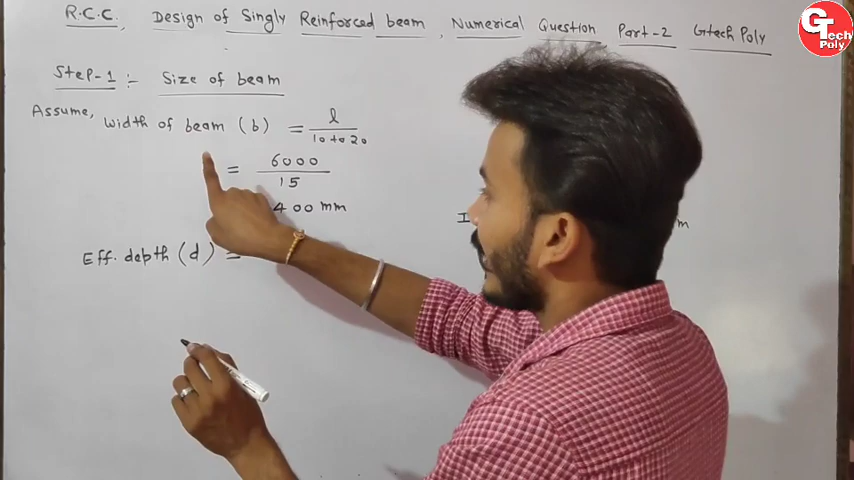 R.C.C. Design of Singly Reinforced beam, Numerical Question Part-2 Gtech Poly
GTech
Poly
Step-1 :- Size of beam
Assume, Width of beam (b) = l / 10 to 20
= 6000 / 15
400 mm
Eff. depth (d) =